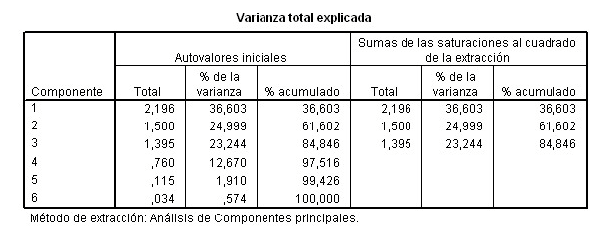 Varianza total explicada
Autovalores iniciales Sumas de las saturaciones al cuadrado de la extracción
Componente Total % de la varianza % acumulado Total % de la varianza % acumulado
1 2,196 36,603 36,603 2,196 36,603 36,603
2 1,500 24,999 61,602 1,500 24,999 61,602
3 1,395 23,244 84,846 1,395 23,244 84,846
4 ,760 12,670 97,516
5 ,115 1,910 99,426
6 ,034 ,574 100,000
Método de extracción: Análisis de Componentes principales.